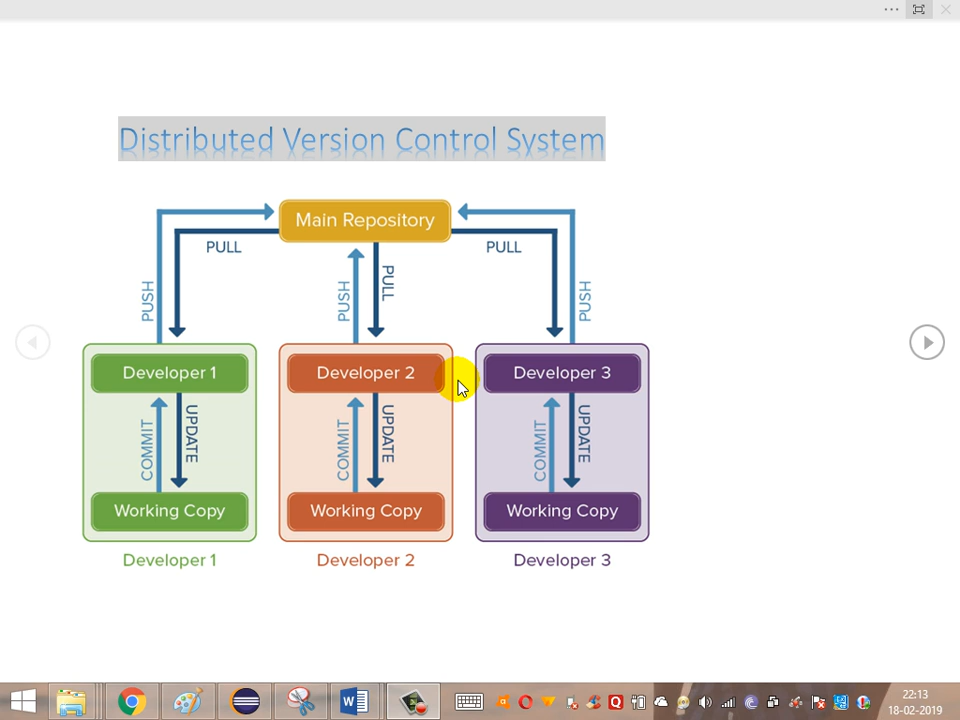 Distributed Version Control System
Main Repository
PULL
PULL
PUSH
PUSH
PULL
PUSH
Developer 1
Developer 2
Developer 3
COMMIT
UPDATE
COMMIT
UPDATE
COMMIT
UPDATE
Working Copy
Working Copy
Working Copy
Developer 1
Developer 2
Developer 3
22:13
18-02-2019